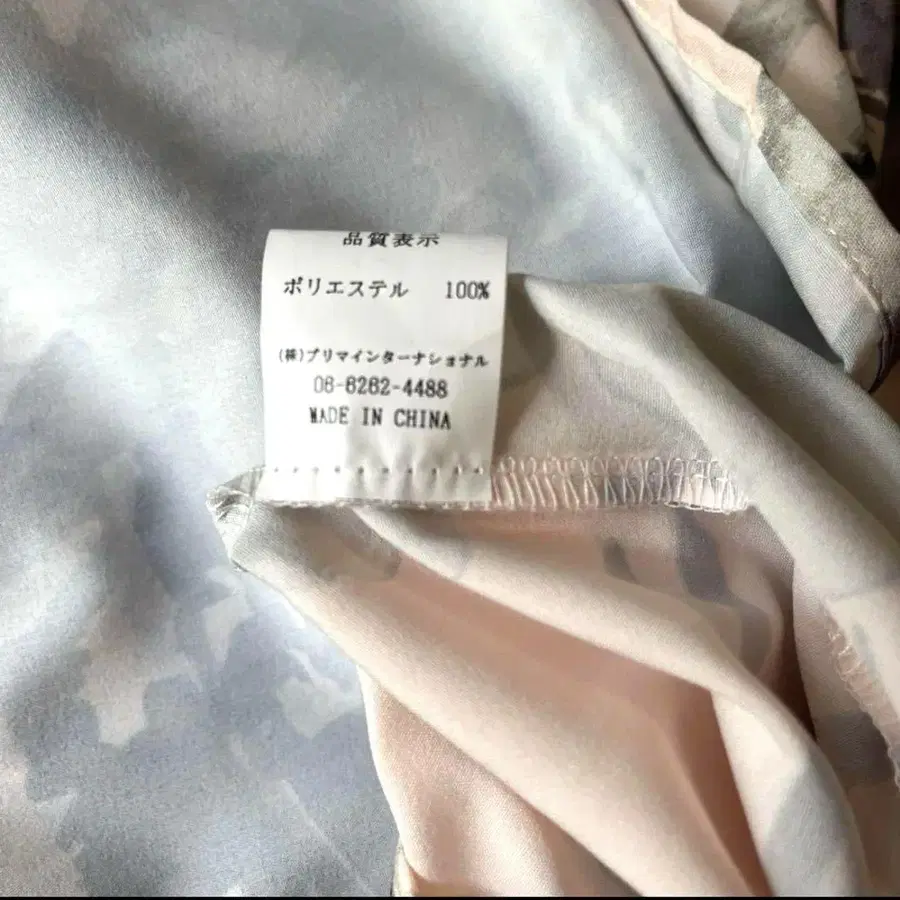 品質表示
ポリエステル 100%
(株)プリマインターナショナル
06-6262-4488
MADE IN CHINA